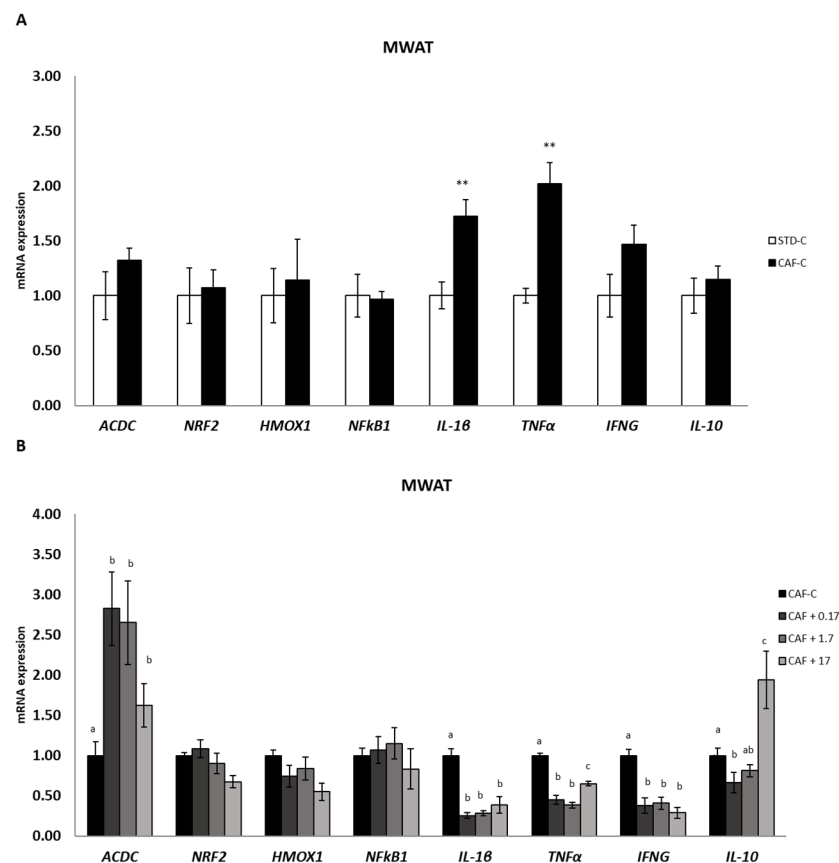 A
MWAT
3.00
2.50
2.00
1.50
1.00
0.50
0.00
mRNA expression
**
**
STD-C
CAF-C
ACDC NRF2 HMOX1 NFkB1 IL-1β TNFα IFNG IL-10
B
MWAT
4.00
3.50
3.00
2.50
2.00
1.50
1.00
0.50
0.00
mRNA expression
a b b b
a b b b
a b b c
a b b b
a b ab c
CAF-C
CAF + 0.17
CAF + 1.7
CAF + 17
ACDC NRF2 HMOX1 NFkB1 IL-1β TNFα IFNG IL-10